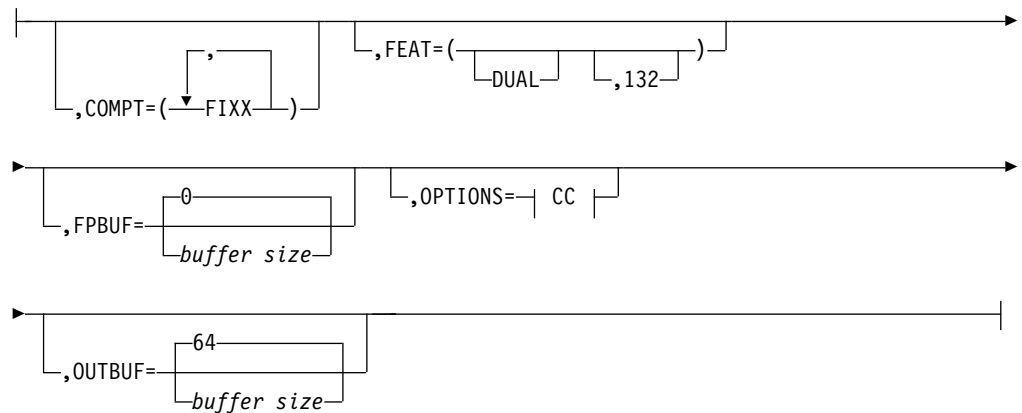 ,
,FEAT=( )
DUAL ,132
,COMPT=( FIXX )
0
,OPTIONS= CC
,FPBUF=
buffer size
64
,OUTBUF=
buffer size